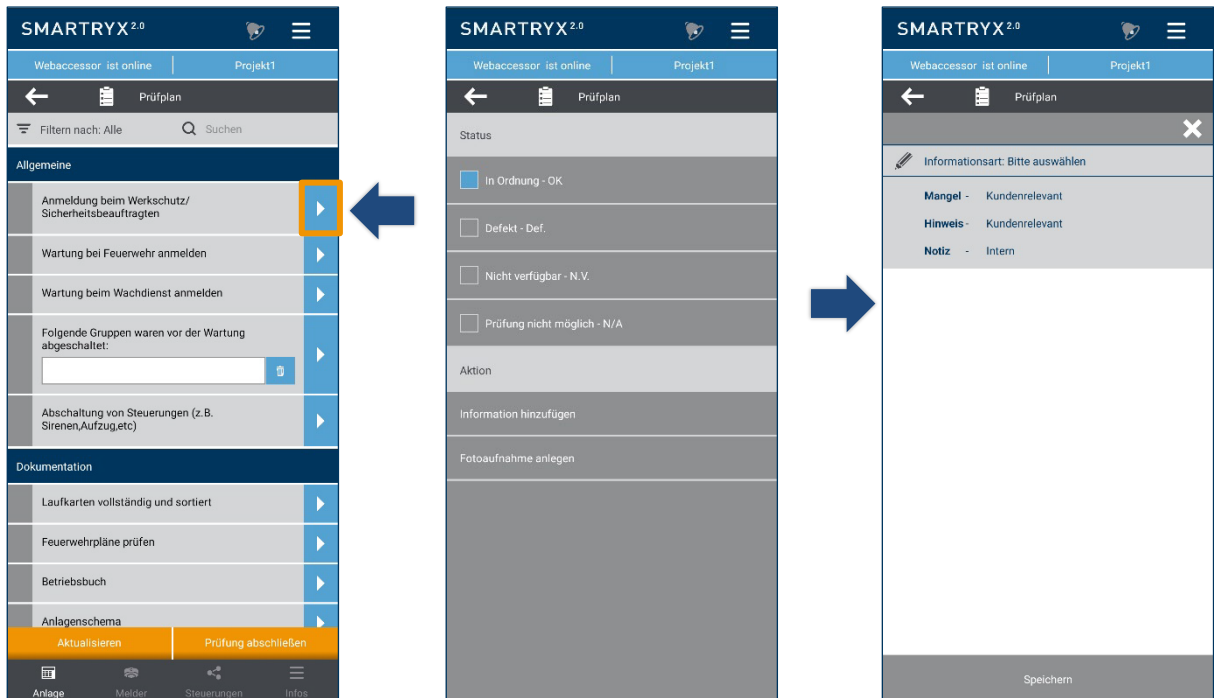 SMARTRYX 2.0
Webaccessor ist online Projekt1
Prüfplan
Filtern nach: Alle Suchen
Allgemeine
Anmeldung beim Werkschutz/
Sicherheitsbeauftragten
Wartung bei Feuerwehr anmelden
Wartung beim Wachdienst anmelden
Folgende Gruppen waren vor der Wartung
abgeschaltet:
Abschaltung von Steuerungen (z.B.
Sirenen,Aufzug,etc)
Dokumentation
Laufkarten vollständig und sortiert
Feuerwehrpläne prüfen
Betriebsbuch
Anlagenschema
Aktualisieren Prüfung abschließen
Anlage Melder Steuerungen Infos
SMARTRYX 2.0
Webaccessor ist online Projekt1
Prüfplan
Status
In Ordnung - OK
Defekt - Def.
Nicht verfügbar - N.V.
Prüfung nicht möglich - N/A
Aktion
Information hinzufügen
Fotoaufnahme anlegen
SMARTRYX 2.0
Webaccessor ist online Projekt1
Prüfplan
Informationsart: Bitte auswählen
Mangel - Kundenrelevant
Hinweis - Kundenrelevant
Notiz - Intern
Speichern